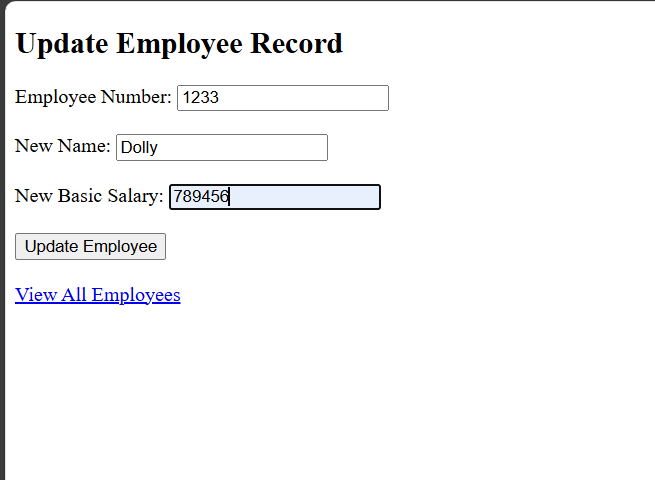 Update Employee Record
Employee Number: 1233
New Name: Dolly
New Basic Salary: 789456
Update Employee
View All Employees